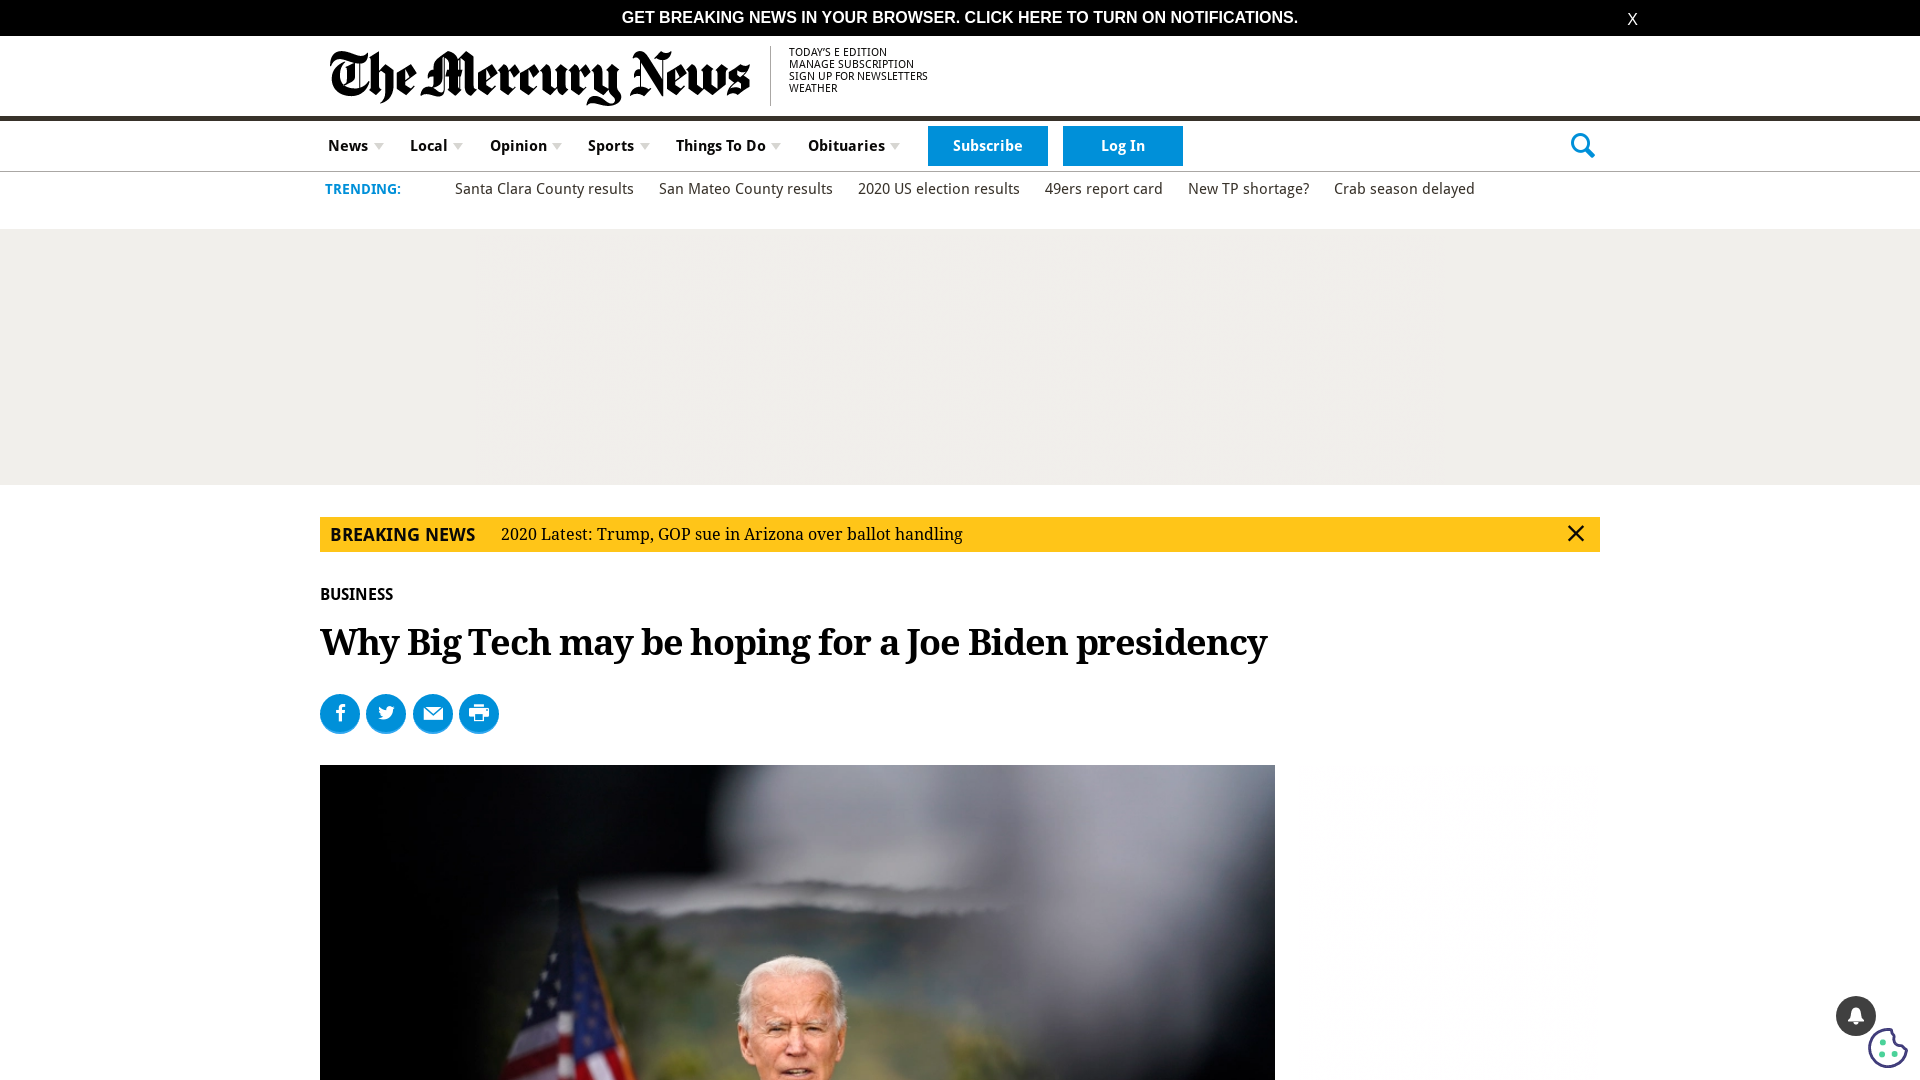 GET BREAKING NEWS IN YOUR BROWSER. CLICK HERE TO TURN ON NOTIFICATIONS.
X
The Mercury News
TODAY'S E EDITION
MANAGE SUBSCRIPTION
SIGN UP FOR NEWSLETTERS
WEATHER
News Local Opinion Sports Things To Do Obituaries Subscribe Log In
TRENDING: Santa Clara County results San Mateo County results 2020 US election results 49ers report card New TP shortage? Crab season delayed
BREAKING NEWS 2020 Latest: Trump, GOP sue in Arizona over ballot handling
BUSINESS
Why Big Tech may be hoping for a Joe Biden presidency